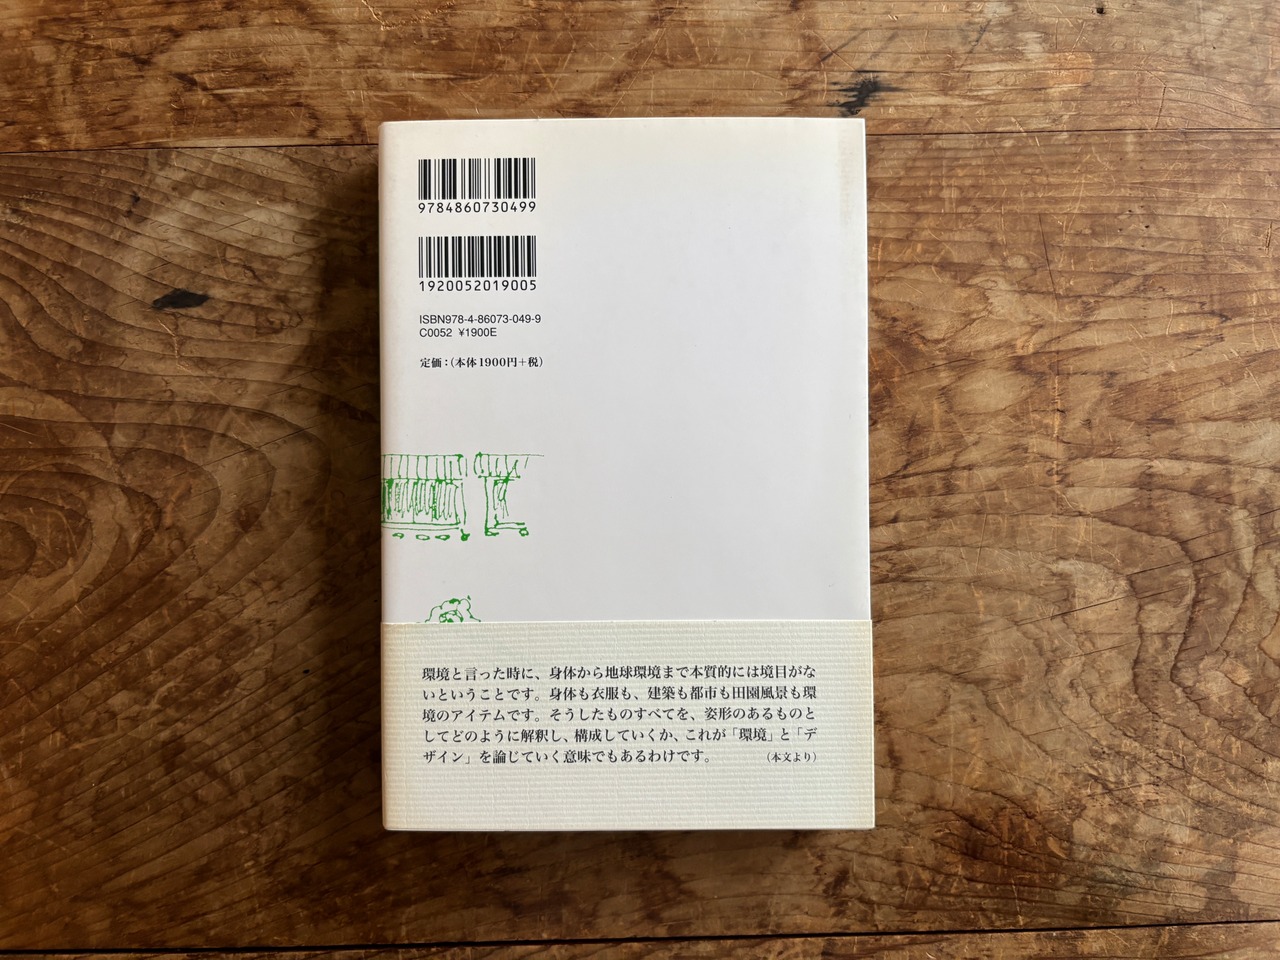 9784860730499
1920052019005
ISBN978-4-86073-049-9
C0052 ¥1900E
定価：（本体1900円＋税）
環境と言った時に、身体から地球環境まで本質的には境目がな
いということです。身体も衣服も、建築も都市も田園風景も環
境のアイテムです。そうしたものすべてを、姿形のあるものと
してどのように解釈し、構成していくか、これが「環境」と「デ
ザイン」を論じていく意味でもあるわけです。（本文より）